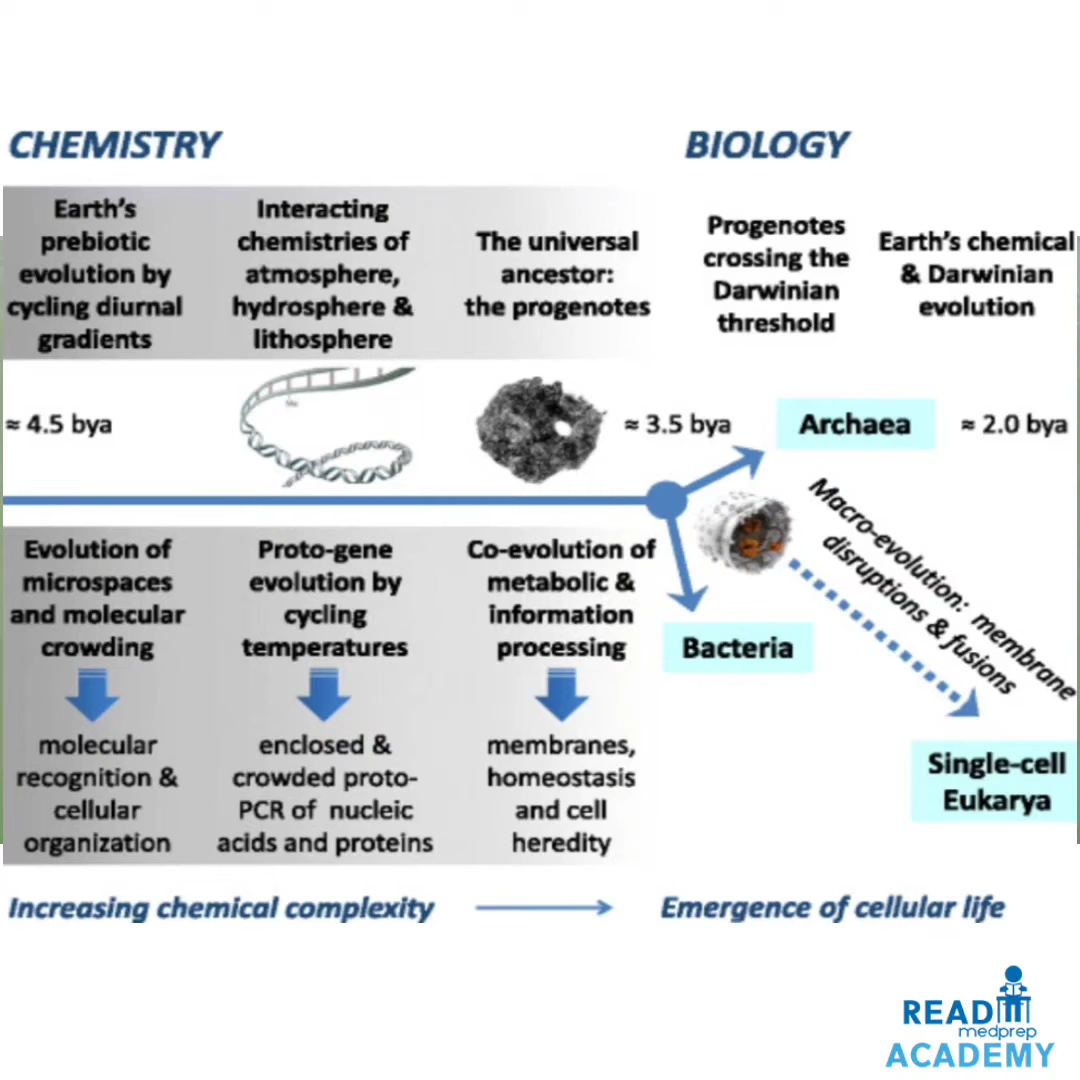 CHEMISTRY
BIOLOGY
Earth's
prebiotic
evolution by
cycling diurnal
gradients
Interacting
chemistries of
atmosphere,
hydrosphere &
lithosphere
The universal
ancestor:
the progenotes
Progenotes
crossing the
Darwinian
threshold
Earth's chemical
& Darwinian
evolution
≈ 4.5 bya
≈ 3.5 bya
Archaea
≈ 2.0 bya
Macro-evolution: membrane
disruptions & fusions
Evolution of
microspaces
and molecular
crowding
molecular
recognition &
cellular
organization
Proto-gene
evolution by
cycling
temperatures
enclosed &
crowded proto-
PCR of nucleic
acids and proteins
Co-evolution of
metabolic &
information
processing
membranes,
homeostasis
and cell
heredity
Bacteria
Single-cell
Eukarya
Increasing chemical complexity
Emergence of cellular life
READ
medprep
ACADEMY